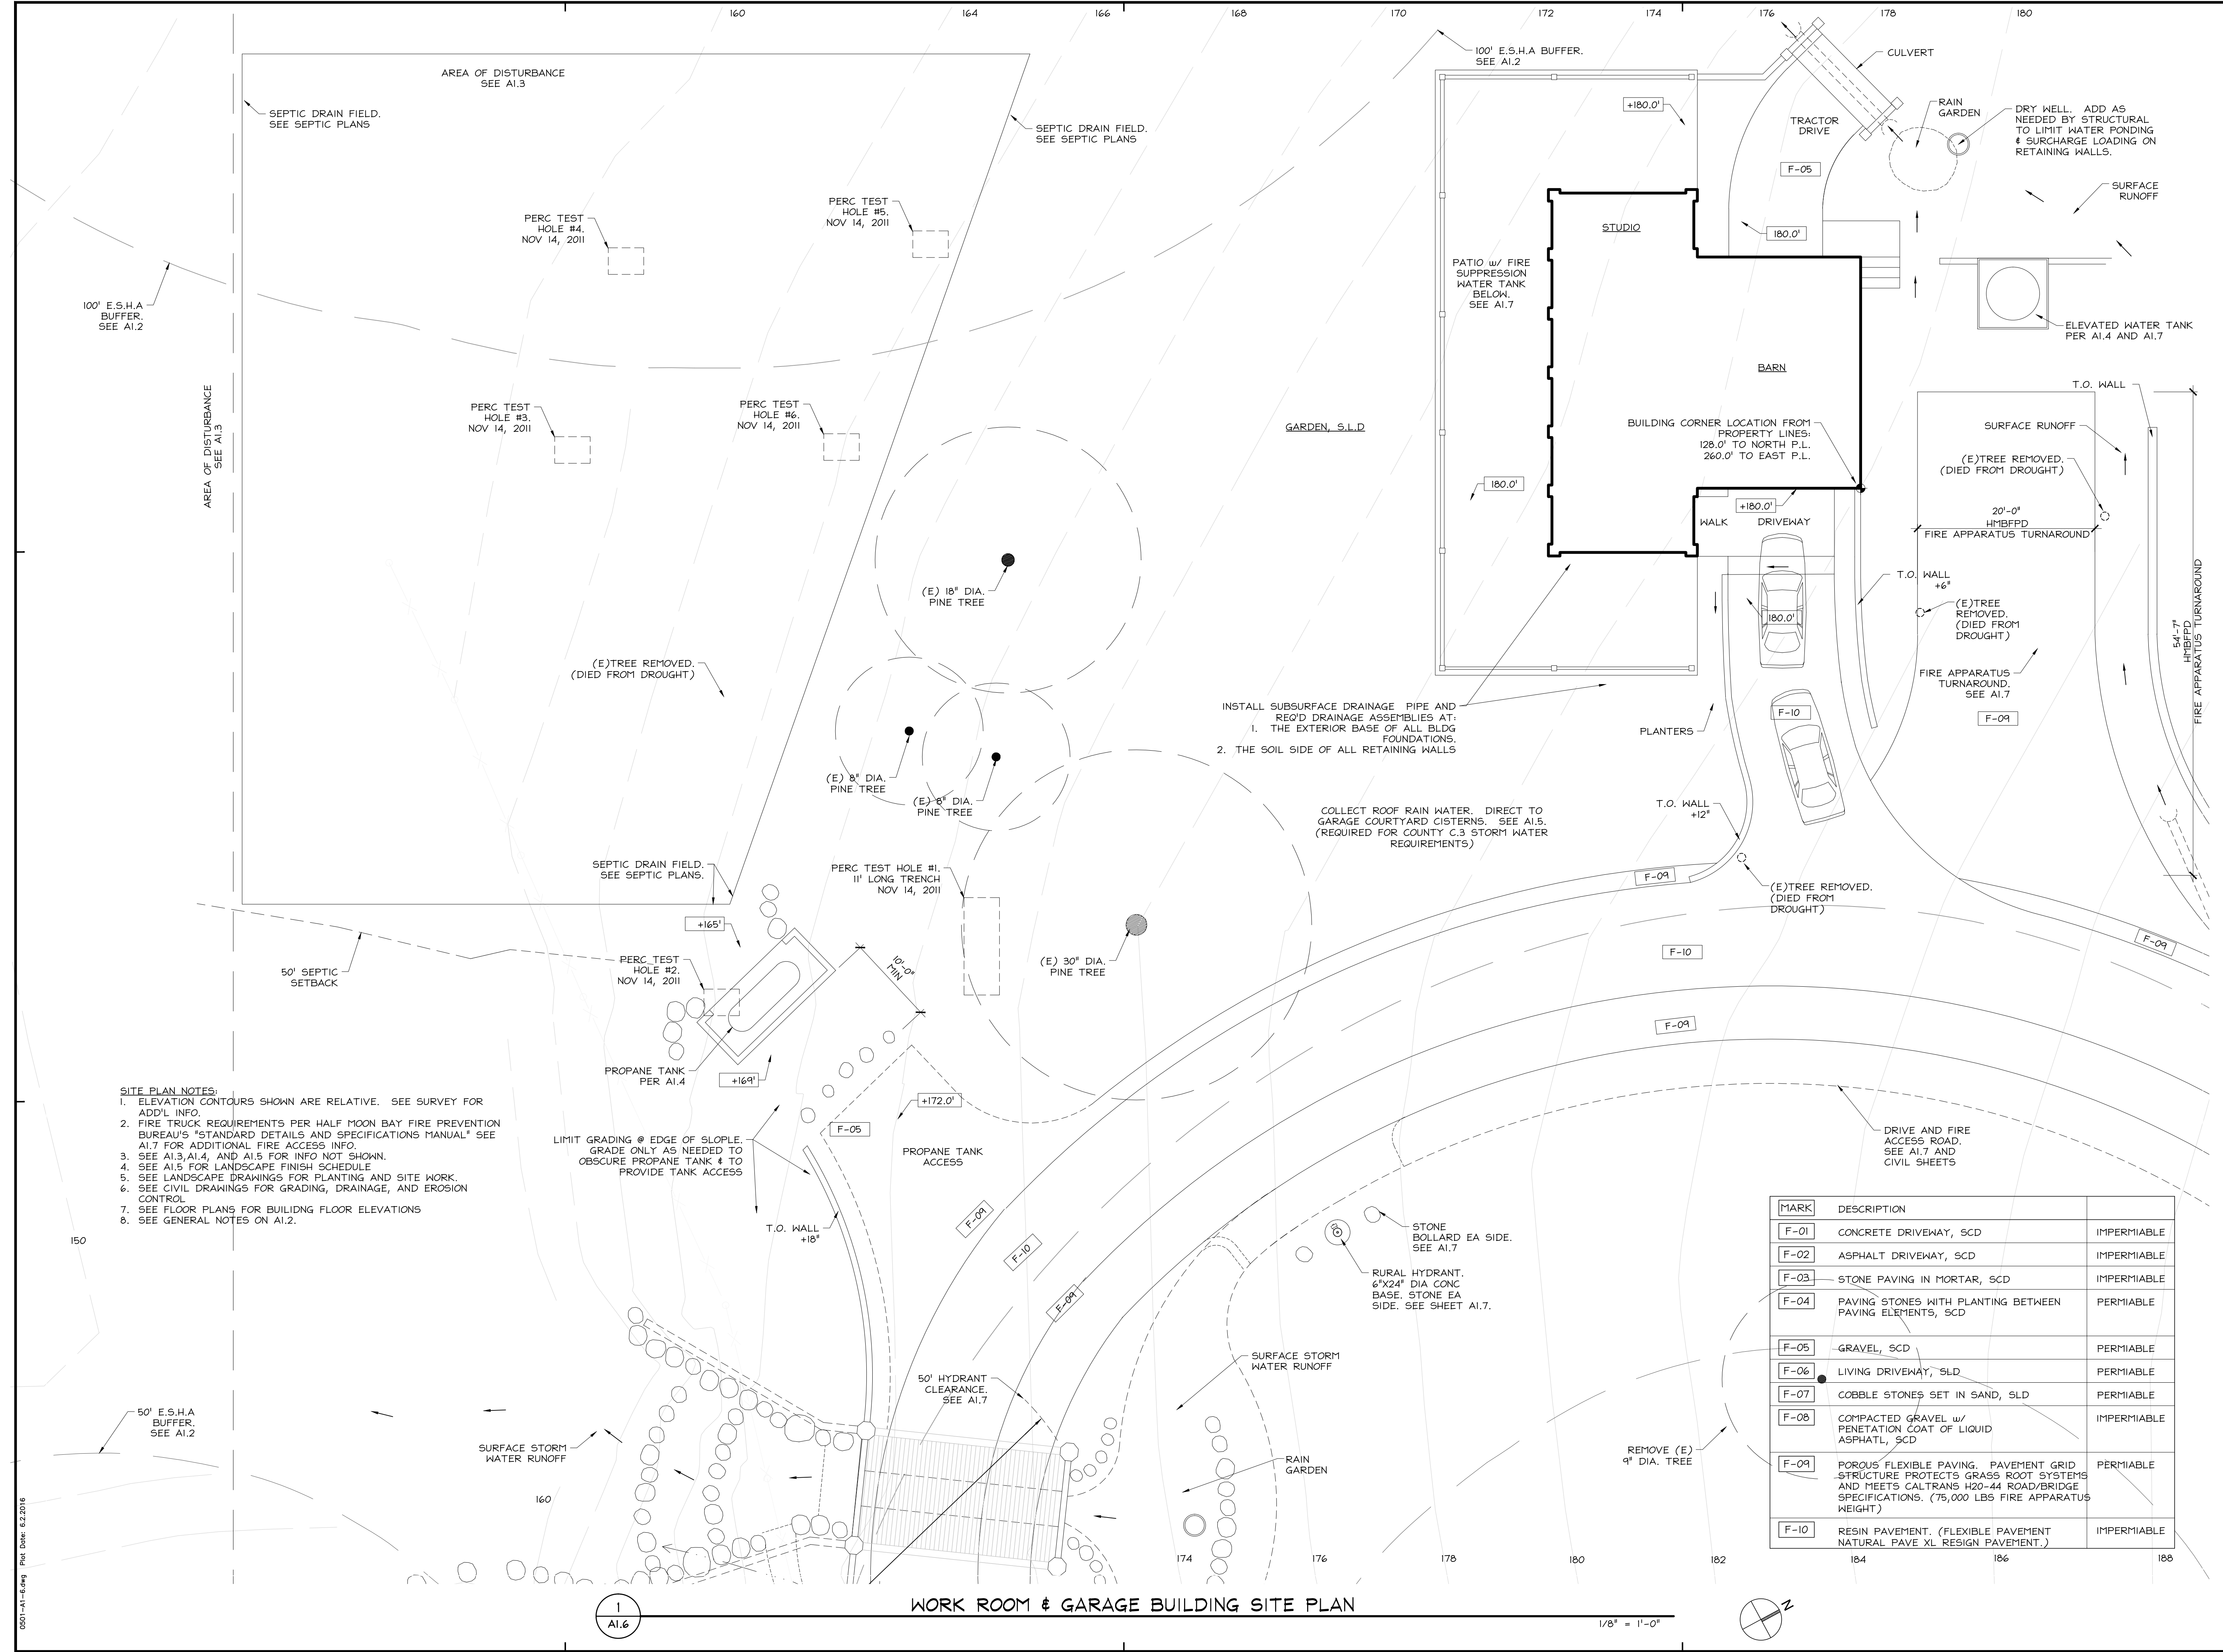 160
164
166
168
170
172
174
176
178
180
AREA OF DISTURBANCE
SEE A1.3
SEPTIC DRAIN FIELD.
SEE SEPTIC PLANS
SEPTIC DRAIN FIELD.
SEE SEPTIC PLANS
100' E.S.H.A BUFFER.
SEE A1.2
+180.0'
CULVERT
TRACTOR
DRIVE
F-05
RAIN
GARDEN
DRY WELL. ADD AS
NEEDED BY STRUCTURAL
TO LIMIT WATER PONDING
& SURCHARGE LOADING ON
RETAINING WALLS.
SURFACE
RUNOFF
PERC TEST
HOLE #4.
NOV 14, 2011
PERC TEST
HOLE #5.
NOV 14, 2011
STUDIO
180.0'
PATIO w/ FIRE
SUPPRESSION
WATER TANK
BELOW.
SEE A1.7
100' E.S.H.A
BUFFER.
SEE A1.2
ELEVATED WATER TANK
PER A1.4 AND A1.7
BARN
AREA OF DISTURBANCE
SEE A1.3
PERC TEST
HOLE #3.
NOV 14, 2011
PERC TEST
HOLE #6.
NOV 14, 2011
GARDEN, S.L.D
BUILDING CORNER LOCATION FROM
PROPERTY LINES:
128.0' TO NORTH P.L.
260.0' TO EAST P.L.
T.O. WALL
SURFACE RUNOFF
(E)TREE REMOVED.
(DIED FROM DROUGHT)
180.0'
+180.0'
WALK
DRIVEWAY
20'-0"
HMBFPD
FIRE APPARATUS TURNAROUND
54'-7"
HMBFPD
FIRE APPARATUS TURNAROUND
(E) 18" DIA.
PINE TREE
T.O. WALL
+6"
180.0'
(E)TREE
REMOVED.
(DIED FROM
DROUGHT)
(E)TREE REMOVED.
(DIED FROM DROUGHT)
FIRE APPARATUS
TURNAROUND.
SEE A1.7
F-09
INSTALL SUBSURFACE DRAINAGE PIPE AND
REQ'D DRAINAGE ASSEMBLIES AT:
1. THE EXTERIOR BASE OF ALL BLDG
FOUNDATIONS.
2. THE SOIL SIDE OF ALL RETAINING WALLS
F-10
PLANTERS
(E) 8" DIA.
PINE TREE
(E) 8" DIA.
PINE TREE
T.O. WALL
+12"
COLLECT ROOF RAIN WATER. DIRECT TO
GARAGE COURTYARD CISTERNS. SEE A1.5.
(REQUIRED FOR COUNTY C.3 STORM WATER
REQUIREMENTS)
SEPTIC DRAIN FIELD.
SEE SEPTIC PLANS.
PERC TEST HOLE #1.
11' LONG TRENCH
NOV 14, 2011
F-09
(E)TREE REMOVED.
(DIED FROM
DROUGHT)
+165'
F-10
F-09
50' SEPTIC
SETBACK
PERC TEST
HOLE #2.
NOV 14, 2011
10'-0"
MIN
(E) 30" DIA.
PINE TREE
F-09
PROPANE TANK
PER A1.4
+169'
+172.0'
F-05
SITE PLAN NOTES:
1. ELEVATION CONTOURS SHOWN ARE RELATIVE. SEE SURVEY FOR
ADD'L INFO.
2. FIRE TRUCK REQUIREMENTS PER HALF MOON BAY FIRE PREVENTION
BUREAU'S "STANDARD DETAILS AND SPECIFICATIONS MANUAL" SEE
A1.7 FOR ADDITIONAL FIRE ACCESS INFO.
3. SEE A1.3,A1.4, AND A1.5 FOR INFO NOT SHOWN.
4. SEE A1.5 FOR LANDSCAPE FINISH SCHEDULE
5. SEE LANDSCAPE DRAWINGS FOR PLANTING AND SITE WORK.
6. SEE CIVIL DRAWINGS FOR GRADING, DRAINAGE, AND EROSION
CONTROL
7. SEE FLOOR PLANS FOR BUILIDNG FLOOR ELEVATIONS
8. SEE GENERAL NOTES ON A1.2.
LIMIT GRADING @ EDGE OF SLOPLE.
GRADE ONLY AS NEEDED TO
OBSCURE PROPANE TANK & TO
PROVIDE TANK ACCESS
PROPANE TANK
ACCESS
DRIVE AND FIRE
ACCESS ROAD.
SEE A1.7 AND
CIVIL SHEETS
T.O. WALL
+18"
F-09
F-10
F-09
STONE
BOLLARD EA SIDE.
SEE A1.7
RURAL HYDRANT.
6"X24" DIA CONC
BASE. STONE EA
SIDE. SEE SHEET A1.7.
150
MARK DESCRIPTION
F-01 CONCRETE DRIVEWAY, SCD IMPERMIABLE
F-02 ASPHALT DRIVEWAY, SCD IMPERMIABLE
F-03 STONE PAVING IN MORTAR, SCD IMPERMIABLE
F-04 PAVING STONES WITH PLANTING BETWEEN PERMIABLE
PAVING ELEMENTS, SCD
F-05 GRAVEL, SCD PERMIABLE
F-06 LIVING DRIVEWAY, SLD PERMIABLE
F-07 COBBLE STONES SET IN SAND, SLD PERMIABLE
F-08 COMPACTED GRAVEL w/ IMPERMIABLE
PENETATION COAT OF LIQUID
ASPHATL, SCD
F-09 POROUS FLEXIBLE PAVING. PAVEMENT GRID PERMIABLE
STRUCTURE PROTECTS GRASS ROOT SYSTEMS
AND MEETS CALTRANS H20-44 ROAD/BRIDGE
SPECIFICATIONS. (75,000 LBS FIRE APPARATUS
WEIGHT)
F-10 RESIN PAVEMENT. (FLEXIBLE PAVEMENT IMPERMIABLE
NATURAL PAVE XL RESIGN PAVEMENT.)
50' HYDRANT
CLEARANCE.
SEE A1.7
SURFACE STORM
WATER RUNOFF
50' E.S.H.A
BUFFER.
SEE A1.2
SURFACE STORM
WATER RUNOFF
RAIN
GARDEN
REMOVE (E)
9" DIA. TREE
160
174
176
178
180
182
184
186
188
0501-A1-6.dwg Plot Date: 6.2.2016
1
A1.6
WORK ROOM & GARAGE BUILDING SITE PLAN
1/8" = 1'-0"
N